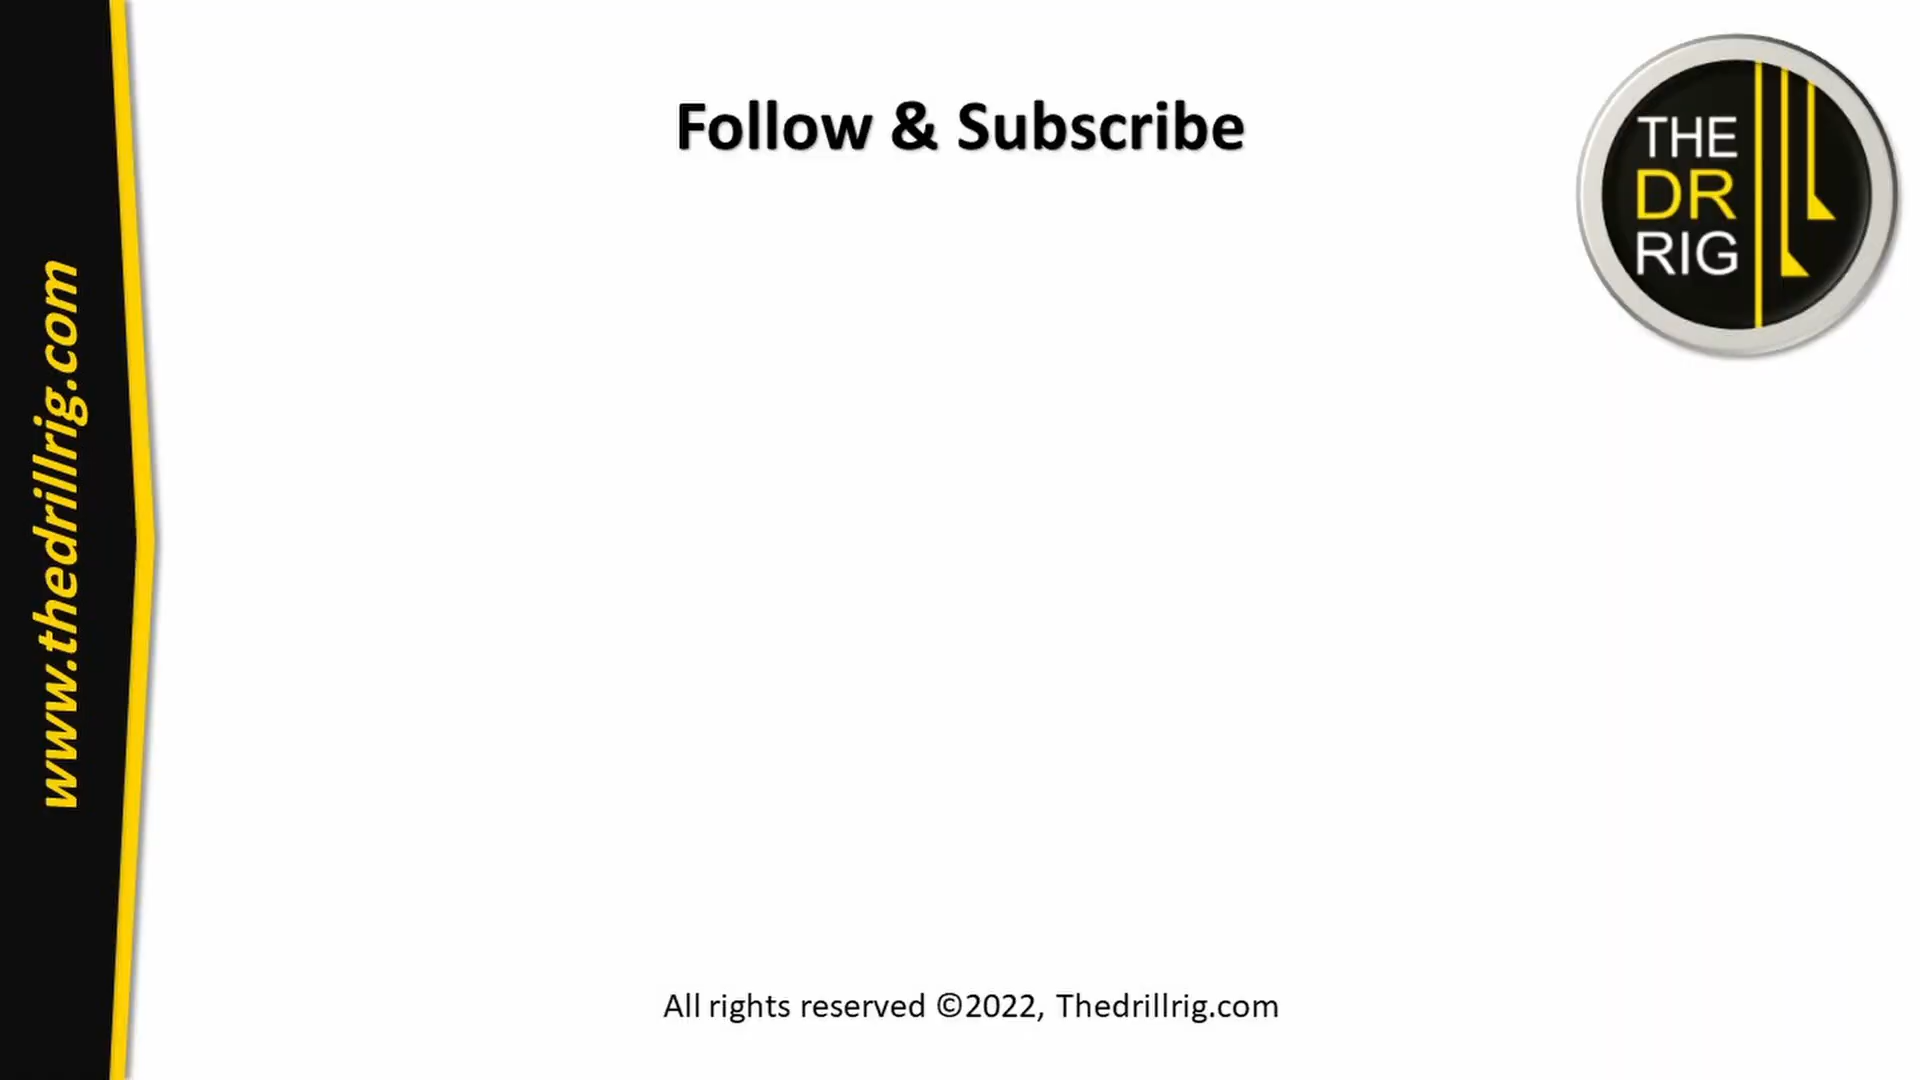 Follow & Subscribe
THE
DR
RIG
www.thedrillrig.com
All rights reserved ©2022, Thedrillrig.com